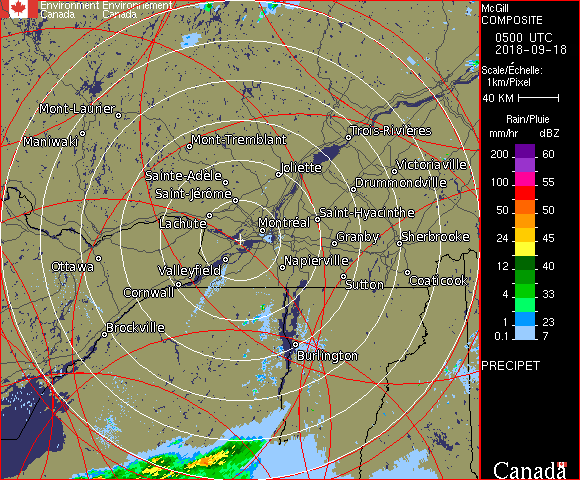 Environment Environnement
Canada Canada
McGill
COMPOSITE
0500 UTC
2018-09-18
Scale/Échelle:
1km/Pixel
40 KM
Rain/Pluie
mm/hr dBZ
200 60
100 55
50 50
24 45
12 40
4 33
1 23
0.1 7
PRECIPET
Canada
Mont-Laurier
Maniwaki
Mont-Tremblant
Trois-Rivières
Victoriaville
Joliette
Sainte-Adèle
Drummondville
Saint-Jérôme
Saint-Hyacinthe
Lachute
Montréal
Granby
Sherbrooke
Ottawa
Valleyfield
Napierville
Cornwall
Sutton
Coaticook
Brockville
Burlington